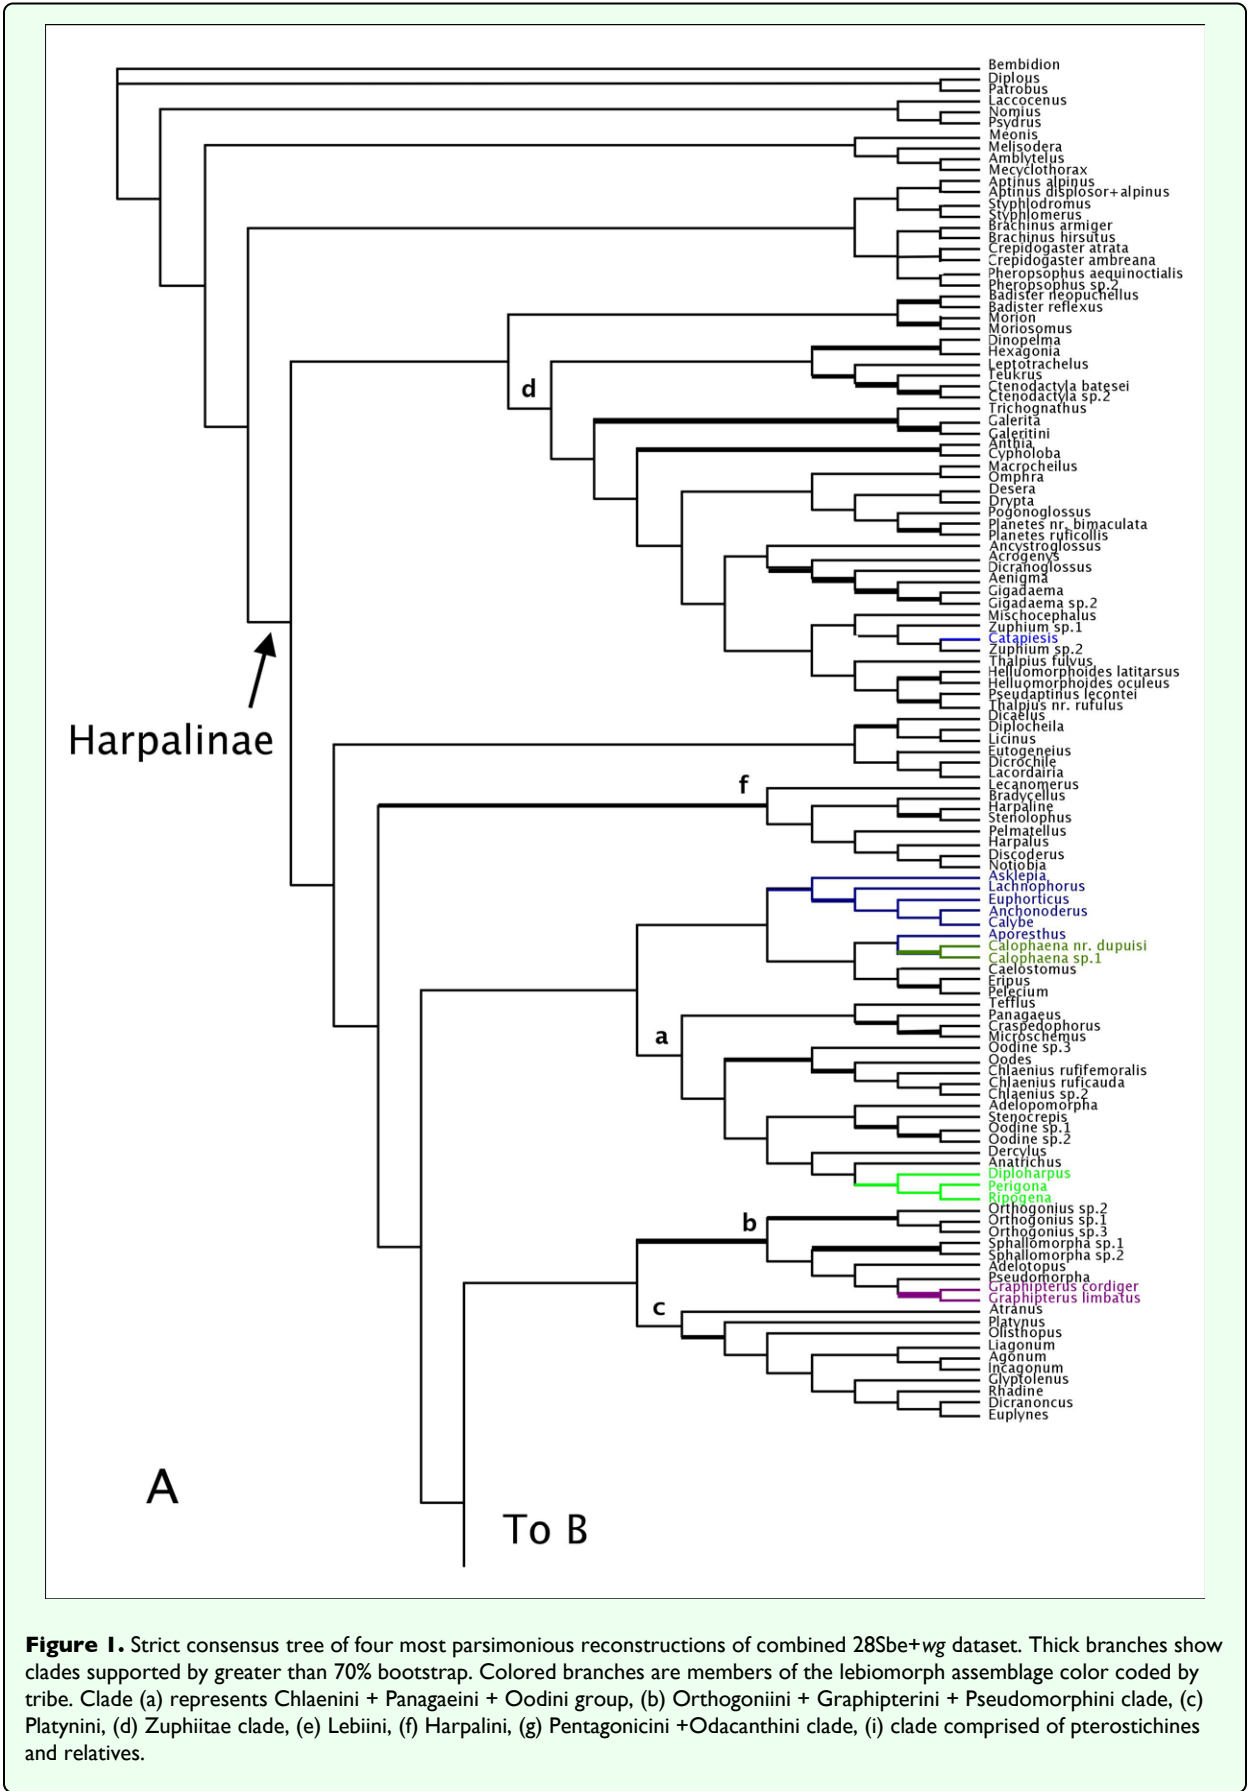 Bembidion
Diplous
Patrobus
Laccocenus
Nomius
Psydrus
Meonis
Melisodera
Amblytelus
Mecyclothorax
Aptinus alpinus
Aptinus displosor+alpinus
Styphlodromus
Styphlomerus
Brachinus armiger
Brachinus hirsutus
Crepidogaster atrata
Crepidogaster ambreana
Pheropsophus aequinoctialis
Pheropsophus sp.2
Badister neopuchellus
Badister reflexus
Morion
Moriosomus
Dinopelma
Hexagonia
Leptotrachelus
Teukrus
d
Ctenodactyla batesei
Ctenodactyla sp.2
Trichognathus
Galerita
Galeritini
Anthia
Cypholoba
Macrocheilus
Omphra
Desera
Drypta
Pogonoglossus
Planetes nr. bimaculata
Planetes ruficollis
Ancystroglossus
Acrogenys
Dicranoglossus
Aenigma
Gigadaema
Gigadaema sp.2
Mischocephalus
Zuphium sp.1
Catapiesis
Zuphium sp.2
Thalpius fulvus
Helluomorphoides latitarsus
Helluomorphoides oculeus
Pseudaptinus lecontei
Thalpius nr. rufulus
Dicaelus
Diplocheila
Harpalinae
Licinus
Eutogeneius
Dicrochile
Lacordairia
f
Lecanomerus
Bradycellus
Harpaline
Stenolophus
Pelmatellus
Harpalus
Discoderus
Notiobia
Asklepia
Lachnophorus
Euphorticus
Anchonoderus
Calybe
Aporesthus
Calophaena nr. dupuisi
Calophaena sp.1
Caelostomus
Eripus
Pelecium
Tefflus
Panagaeus
Craspedophorus
a
Microschemus
Oodine sp.3
Oodes
Chlaenius rufifemoralis
Chlaenius ruficauda
Chlaenius sp.2
Adelopomorpha
Stenocrepis
Oodine sp.1
Oodine sp.2
Dercylus
Anatrichus
Diploharpus
Perigona
Ripogena
Orthogonius sp.2
b
Orthogonius sp.1
Orthogonius sp.3
Sphallomorpha sp.1
Sphallomorpha sp.2
Adelotopus
Pseudomorpha
Graphipterus cordiger
Graphipterus limbatus
c
Atranus
Platynus
Olisthopus
Liagonum
Agonum
Incagonum
Glyptolenus
Rhadine
Dicranoncus
Euplynes
A
To B
Figure 1. Strict consensus tree of four most parsimonious reconstructions of combined 28Sbe+wg dataset. Thick branches show
clades supported by greater than 70% bootstrap. Colored branches are members of the lebiomorph assemblage color coded by
tribe. Clade (a) represents Chlaenini + Panagaeini + Oodini group, (b) Orthogoniini + Graphipterini + Pseudomorphini clade, (c)
Platynini, (d) Zuphiitae clade, (e) Lebiini, (f) Harpalini, (g) Pentagonicini +Odacanthini clade, (i) clade comprised of pterostichines
and relatives.